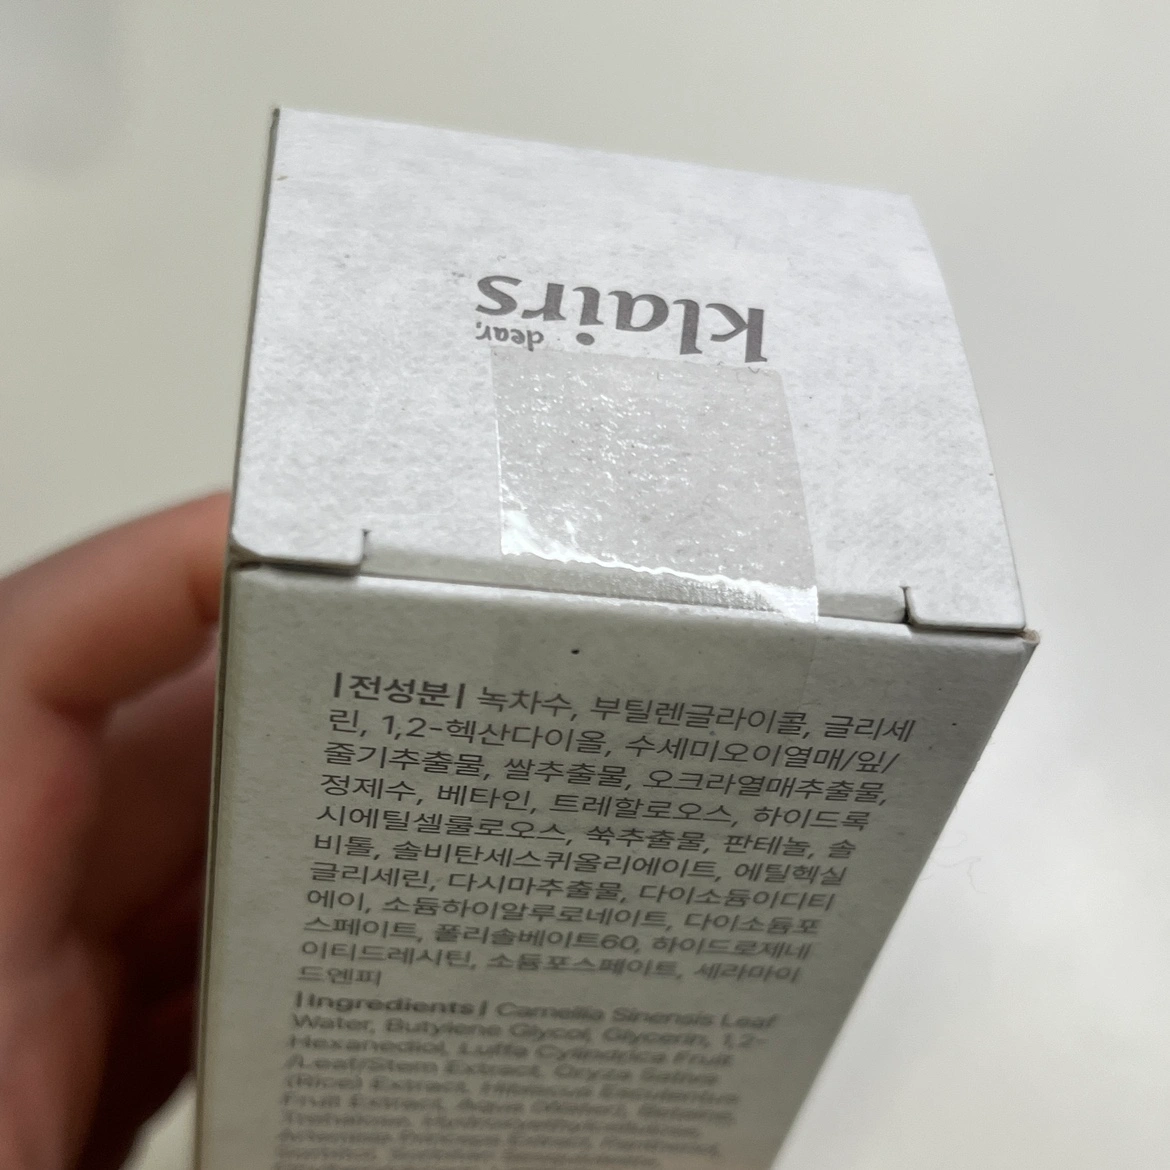 dear,
klairs
|전성분| 녹차수, 부틸렌글라이콜, 글리세
린, 1,2-헥산다이올, 수세미오이열매/잎/
줄기추출물, 쌀추출물, 오크라열매추출물,
정제수, 베타인, 트레할로오스, 하이드록
시에틸셀룰로오스, 쑥추출물, 판테놀, 솔
비톨, 솔비탄세스퀴올리에이트, 에틸헥실
글리세린, 다시마추출물, 다이소듐이디티
에이, 소듐하이알루로네이트, 다이소듐포
스페이트, 폴리솔베이트60, 하이드로제네
이티드레시틴, 소듐포스페이트, 세라마이
드엔피
|Ingredients| Camellia Sinensis Leaf
Water, Butylene Glycol, Glycerin, 1,2-
Hexanediol, Luffa Cylindrica Fruit
/Leaf/Stem Extract, Oryza Sativa
(Rice) Extract, Hibiscus Esculentus
Fruit Extract, Aqua (Water), Betaine,